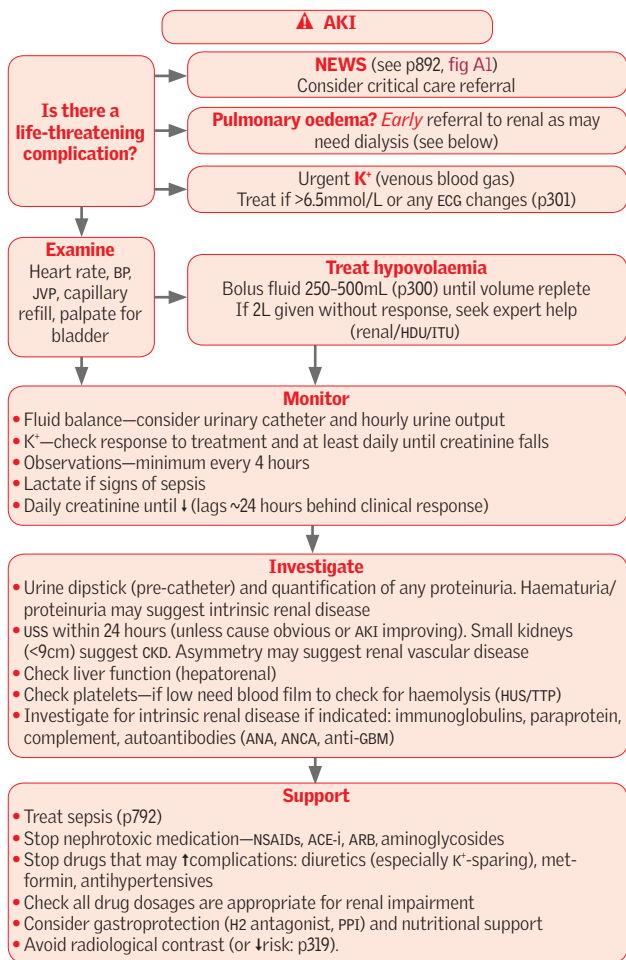 AKI
Is there a
life-threatening
complication?
NEWS (see p892, fig A1)
Consider critical care referral
Pulmonary oedema? Early referral to renal as may
need dialysis (see below)
Urgent K⁺ (venous blood gas)
Treat if >6.5mmol/L or any ECG changes (p301)
Examine
Heart rate, BP,
JVP, capillary
refill, palpate for
bladder
Treat hypovolaemia
Bolus fluid 250–500mL (p300) until volume replete
If 2L given without response, seek expert help
(renal/HDU/ITU)
Monitor
• Fluid balance—consider urinary catheter and hourly urine output
• K⁺—check response to treatment and at least daily until creatinine falls
• Observations—minimum every 4 hours
• Lactate if signs of sepsis
• Daily creatinine until ↓ (lags ~24 hours behind clinical response)
Investigate
• Urine dipstick (pre-catheter) and quantification of any proteinuria. Haematuria/
proteinuria may suggest intrinsic renal disease
• USS within 24 hours (unless cause obvious or AKI improving). Small kidneys
(<9cm) suggest CKD. Asymmetry may suggest renal vascular disease
• Check liver function (hepatorenal)
• Check platelets—if low need blood film to check for haemolysis (HUS/TTP)
• Investigate for intrinsic renal disease if indicated: immunoglobulins, paraprotein,
complement, autoantibodies (ANA, ANCA, anti-GBM)
Support
• Treat sepsis (p792)
• Stop nephrotoxic medication—NSAIDs, ACE-i, ARB, aminoglycosides
• Stop drugs that may ↑complications: diuretics (especially K⁺-sparing), met-
formin, antihypertensives
• Check all drug dosages are appropriate for renal impairment
• Consider gastroprotection (H2 antagonist, PPI) and nutritional support
• Avoid radiological contrast (or ↓risk: p319).